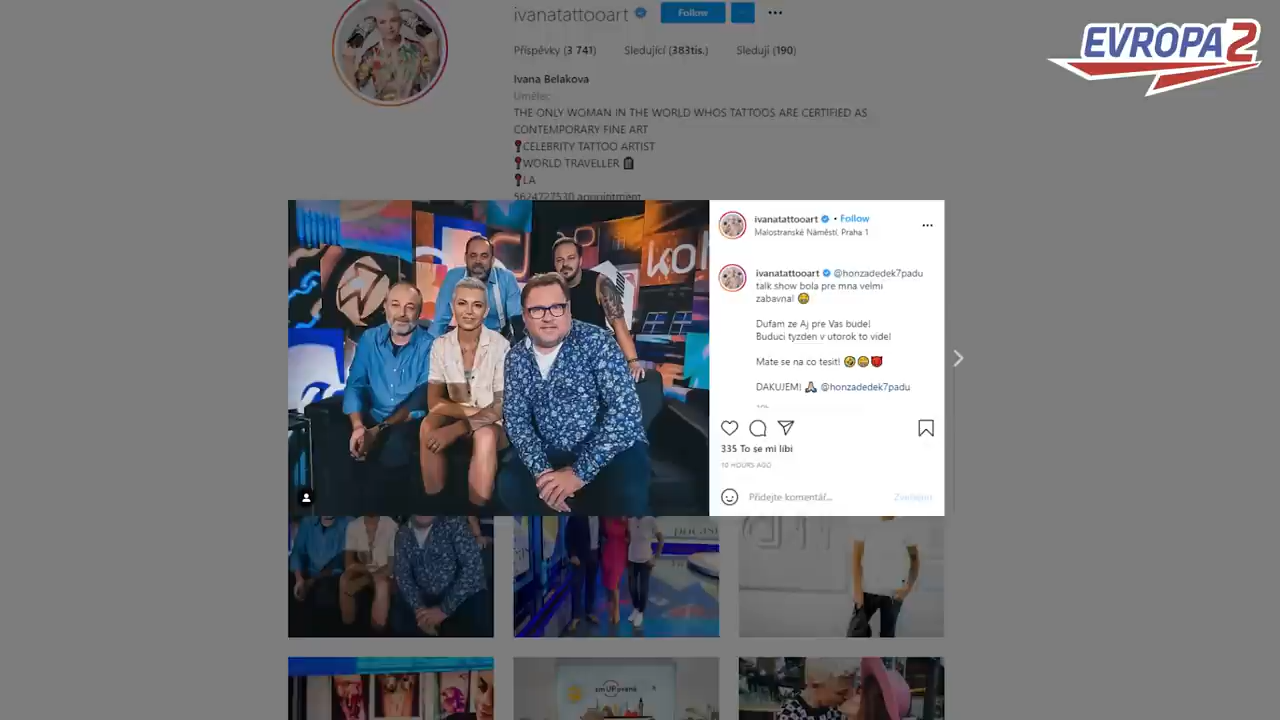 ivanatattooart
Follow
EVROPA 2
Příspěvky (3 741) Sledující (383tis.) Sledují (190)
Ivana Belakova
Umělec
THE ONLY WOMAN IN THE WORLD WHOS TATTOOS ARE CERTIFIED AS
CONTEMPORARY FINE ART
CELEBRITY TATTOO ARTIST
WORLD TRAVELLER
LA
5624727530 appointment
ivanatattooart • Follow
Malostranské Náměstí, Praha 1
ivanatattooart @honzadedek7padu
talk show bola pre mna velmi
zabavna! 😂
Dufam ze Aj pre Vas bude!
Buduci tyzden v utorok to vide!
Mate se na co tesit! 🤣😂👹
DAKUJEM! 🙏 @honzadedek7padu
335 To se mi líbí
10 HOURS AGO
Přidejte komentář...
Zveřejnit